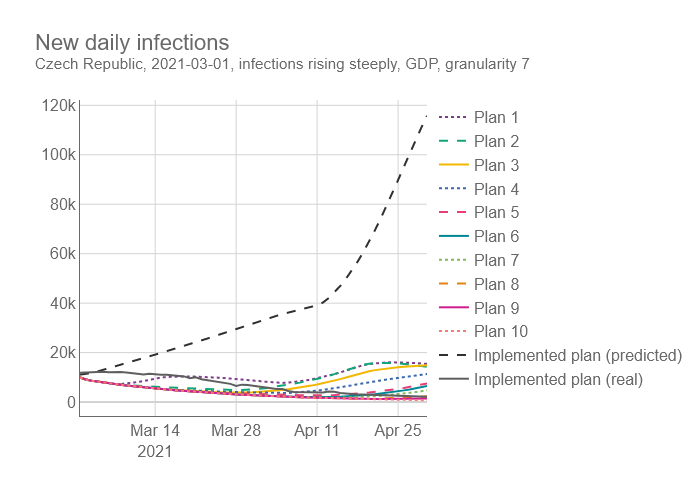 New daily infections
Czech Republic, 2021-03-01, infections rising steeply, GDP, granularity 7
120k
100k
80k
60k
40k
20k
0
Mar 14
2021
Mar 28
Apr 11
Apr 25
Plan 1
Plan 2
Plan 3
Plan 4
Plan 5
Plan 6
Plan 7
Plan 8
Plan 9
Plan 10
Implemented plan (predicted)
Implemented plan (real)